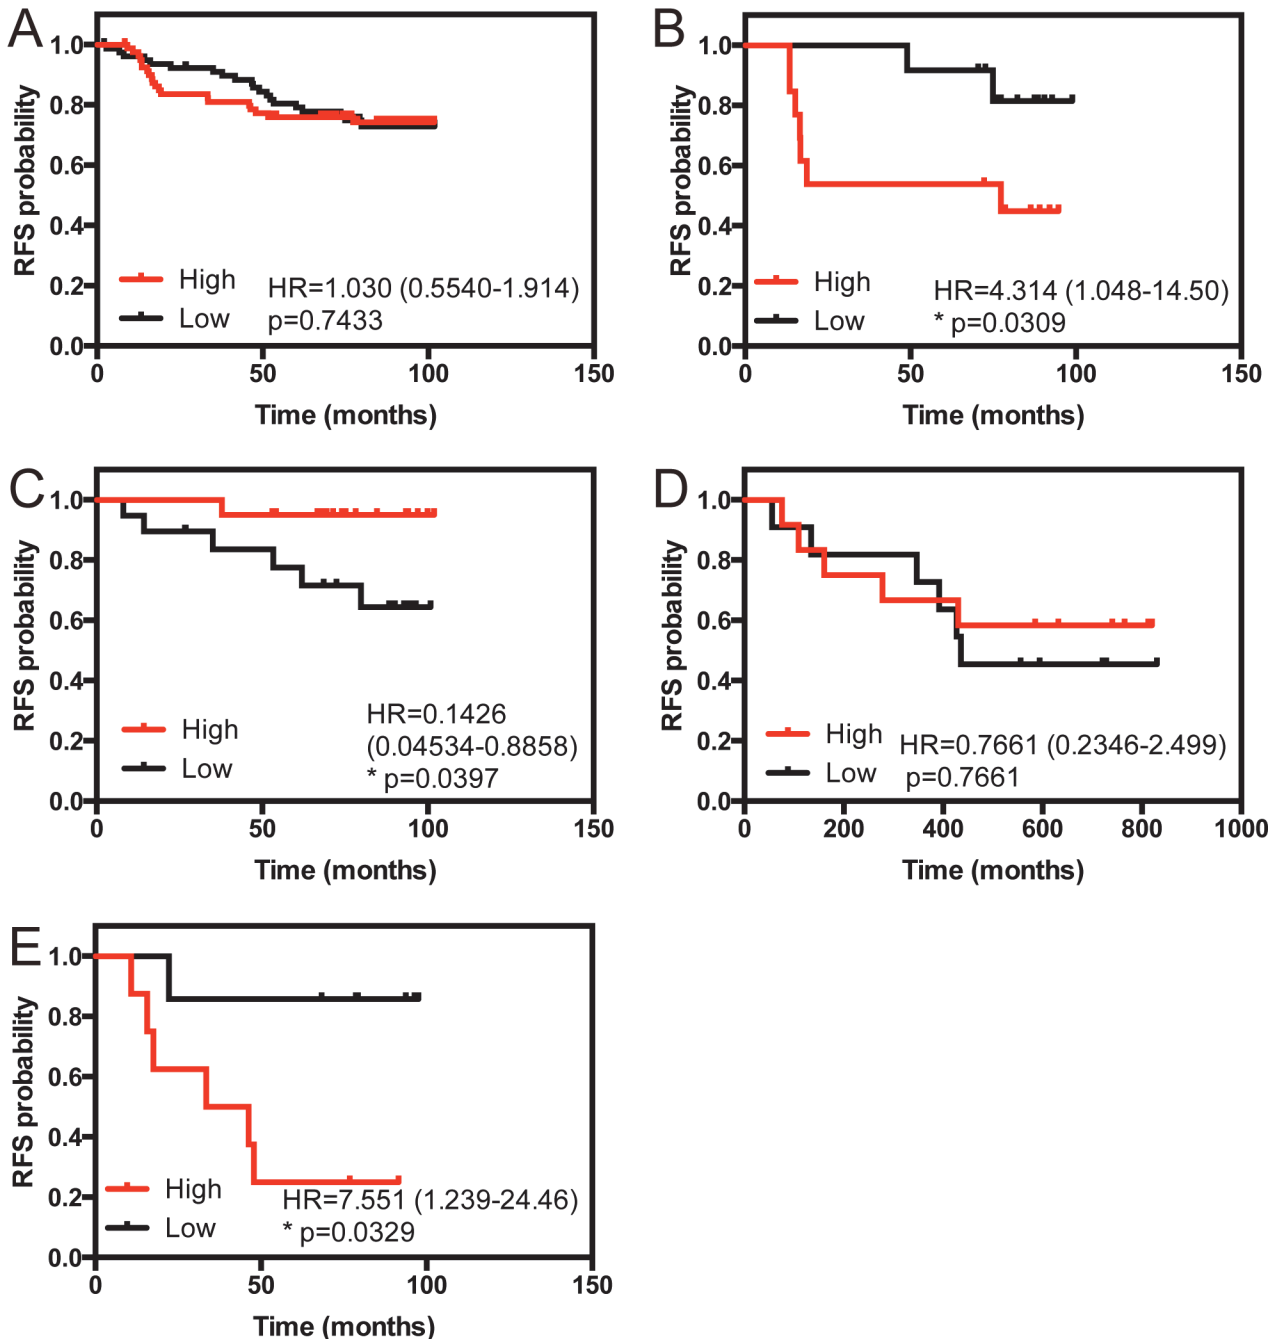 A
RFS probability
1.0
0.8
0.6
0.4
0.2
0.0
High
Low
HR=1.030 (0.5540-1.914)
p=0.7433
0 50 100 150
Time (months)
B
RFS probability
1.0
0.8
0.6
0.4
0.2
0.0
High
Low
HR=4.314 (1.048-14.50)
* p=0.0309
0 50 100 150
Time (months)
C
RFS probability
1.0
0.8
0.6
0.4
0.2
0.0
High
Low
HR=0.1426
(0.04534-0.8858)
* p=0.0397
0 50 100 150
Time (months)
D
RFS probability
1.0
0.8
0.6
0.4
0.2
0.0
High
Low
HR=0.7661 (0.2346-2.499)
p=0.7661
0 200 400 600 800 1000
Time (months)
E
RFS probability
1.0
0.8
0.6
0.4
0.2
0.0
High
Low
HR=7.551 (1.239-24.46)
* p=0.0329
0 50 100 150
Time (months)